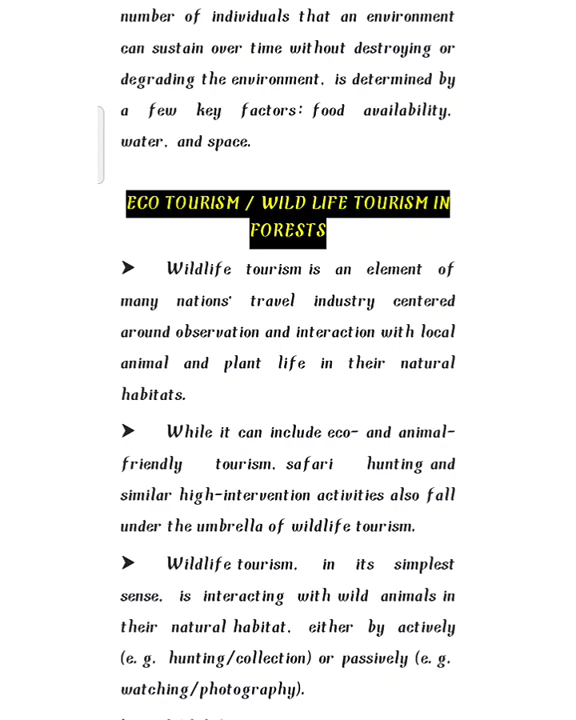 number of individuals that an environment
can sustain over time without destroying or
degrading the environment, is determined by
a few key factors: food availability,
water, and space.
ECO TOURISM / WILD LIFE TOURISM IN
FORESTS
➤ Wildlife tourism is an element of
many nations' travel industry centered
around observation and interaction with local
animal and plant life in their natural
habitats.
➤ While it can include eco- and animal-
friendly tourism, safari hunting and
similar high-intervention activities also fall
under the umbrella of wildlife tourism.
➤ Wildlife tourism, in its simplest
sense, is interacting with wild animals in
their natural habitat, either by actively
(e.g. hunting/collection) or passively (e.g.
watching/photography).